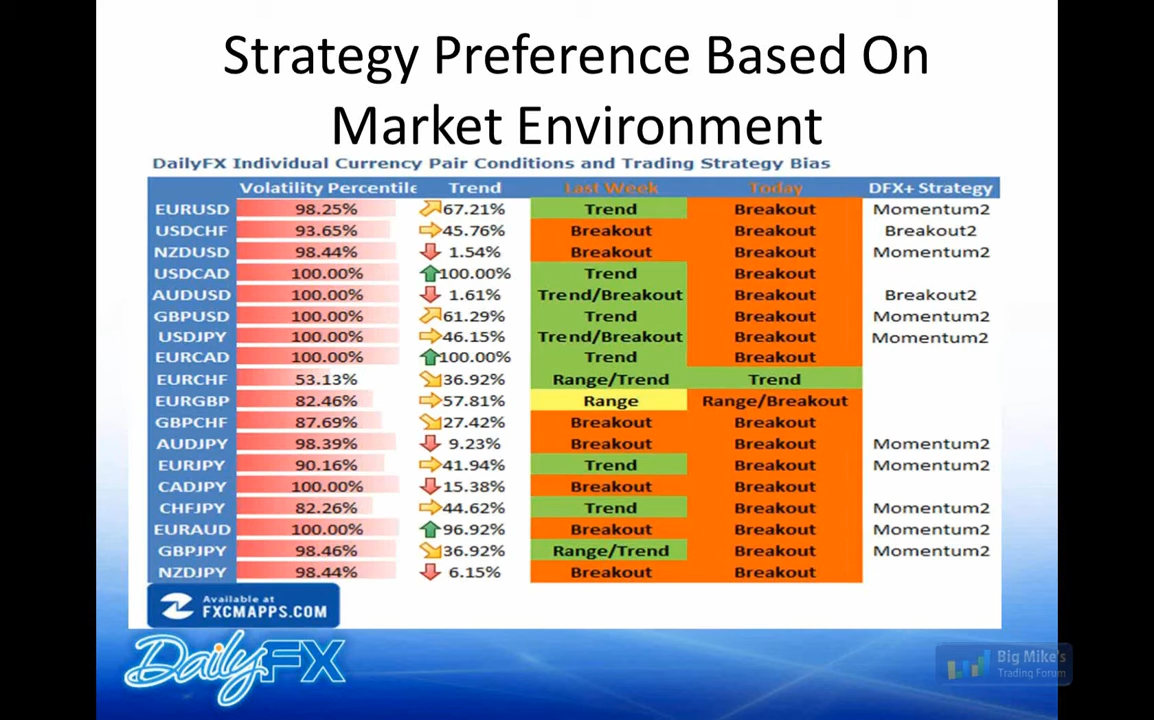 Strategy Preference Based On
Market Environment
DailyFX Individual Currency Pair Conditions and Trading Strategy Bias
Volatility Percentile Trend Last Week Today DFX+ Strategy
EURUSD 98.25% 67.21% Trend Breakout Momentum2
USDCHF 93.65% 45.76% Breakout Breakout Breakout2
NZDUSD 98.44% 1.54% Breakout Breakout Momentum2
USDCAD 100.00% 100.00% Trend Breakout
AUDUSD 100.00% 1.61% Trend/Breakout Breakout Breakout2
GBPUSD 100.00% 61.29% Trend Breakout Momentum2
USDJPY 100.00% 46.15% Trend/Breakout Breakout Momentum2
EURCAD 100.00% 100.00% Trend Breakout
EURCHF 53.13% 36.92% Range/Trend Trend
EURGBP 82.46% 57.81% Range Range/Breakout
GBPCHF 87.69% 27.42% Breakout Breakout
AUDJPY 98.39% 9.23% Breakout Breakout Momentum2
EURJPY 90.16% 41.94% Trend Breakout Momentum2
CADJPY 100.00% 15.38% Breakout Breakout
CHFJPY 82.26% 44.62% Trend Breakout Momentum2
EURAUD 100.00% 96.92% Breakout Breakout Momentum2
GBPJPY 98.46% 36.92% Range/Trend Breakout Momentum2
NZDJPY 98.44% 6.15% Breakout Breakout
Available at
FXCMAPPS.COM
DailyFX
Big Mike's
Trading Forum